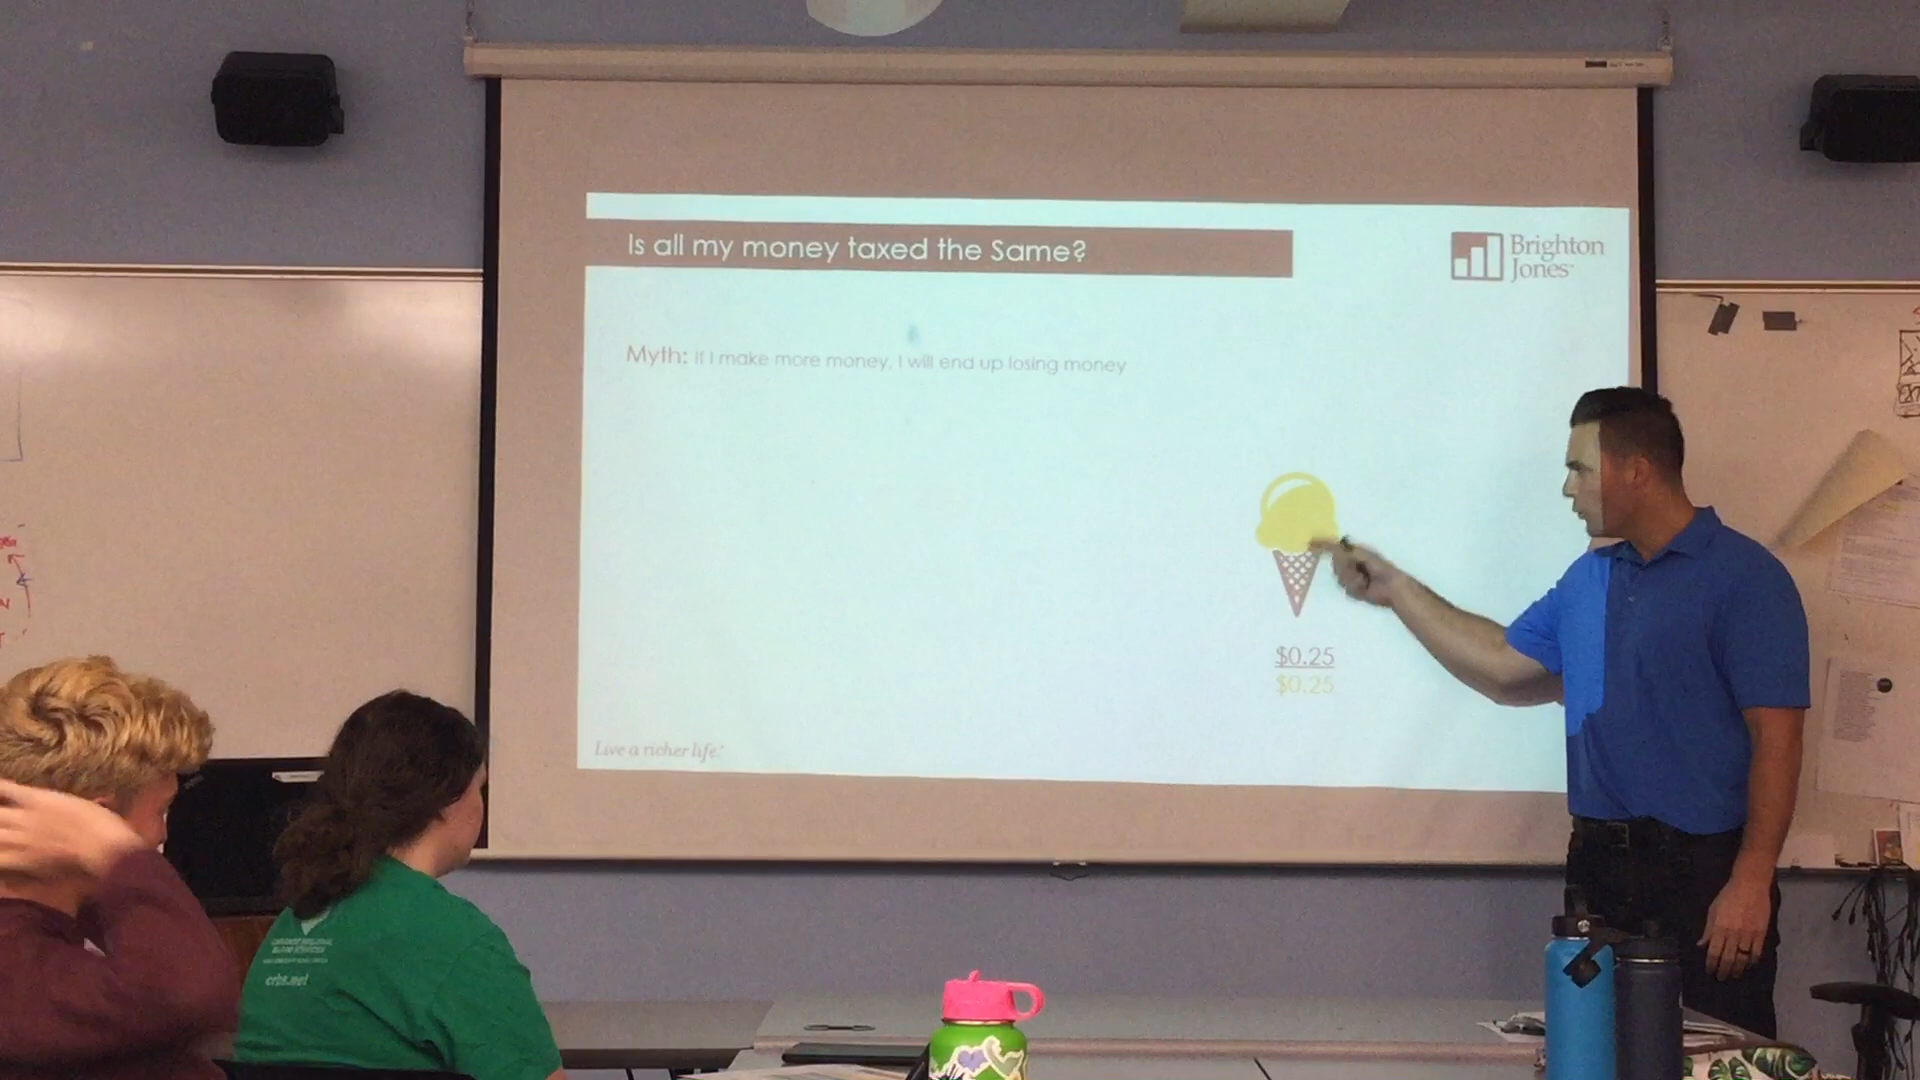 Is all my money taxed the Same?
Brighton
Jones
Myth: If I make more money, I will end up losing money
$0.25
$0.25
Live a richer life.
crbs.net